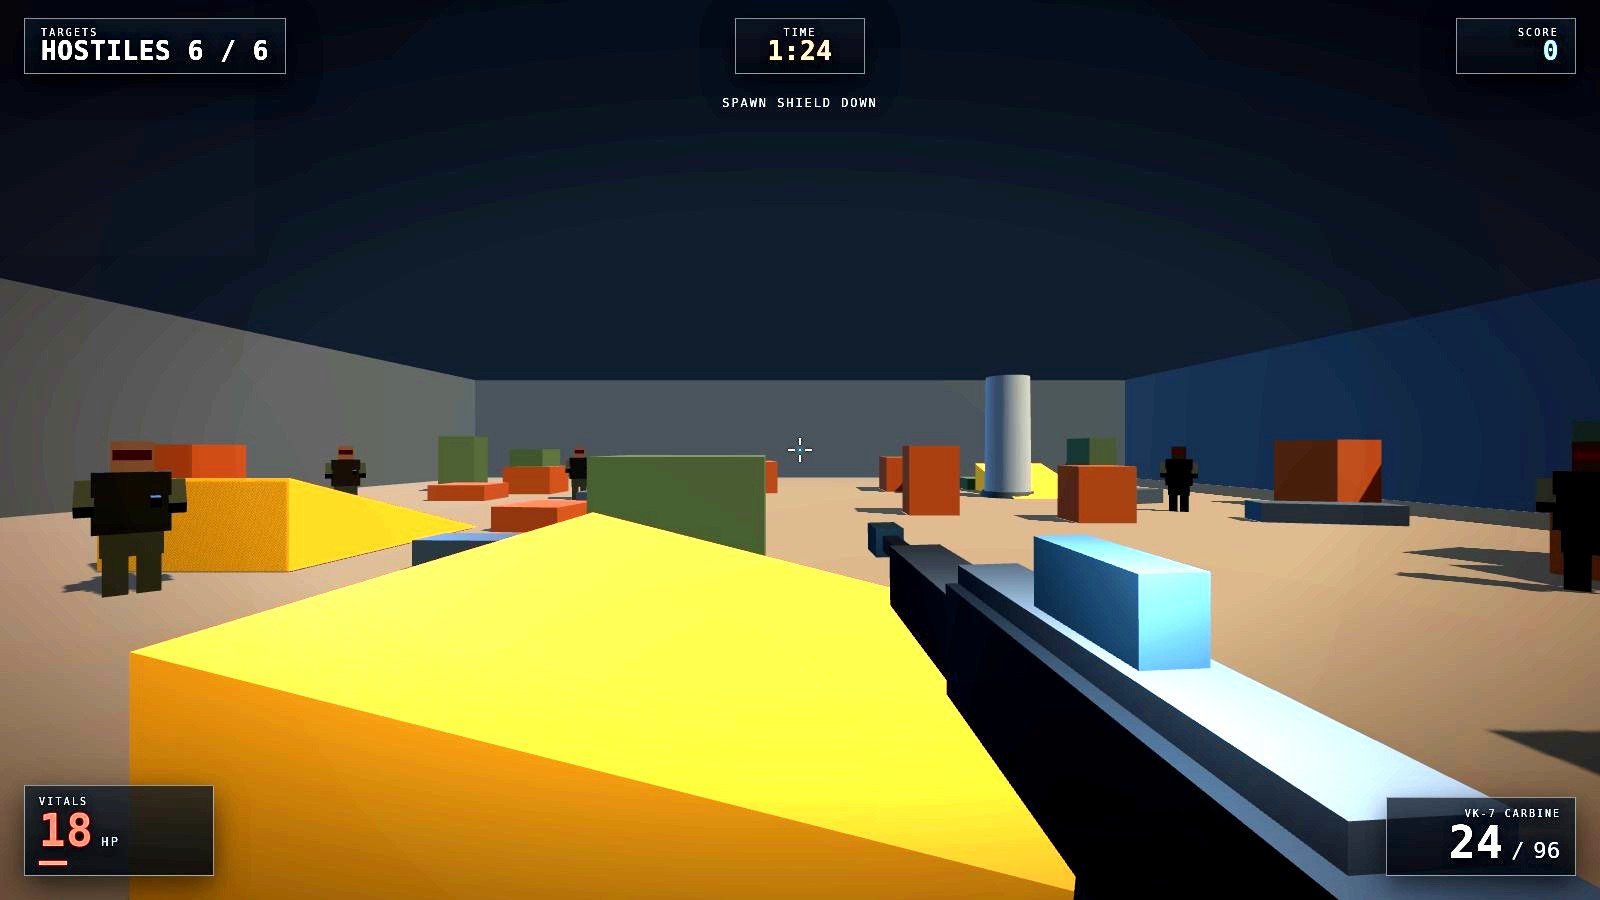 TARGETS
HOSTILES 6 / 6
TIME
1:24
SCORE
0
SPAWN SHIELD DOWN
VITALS
18 HP
VK-7 CARBINE
24 / 96